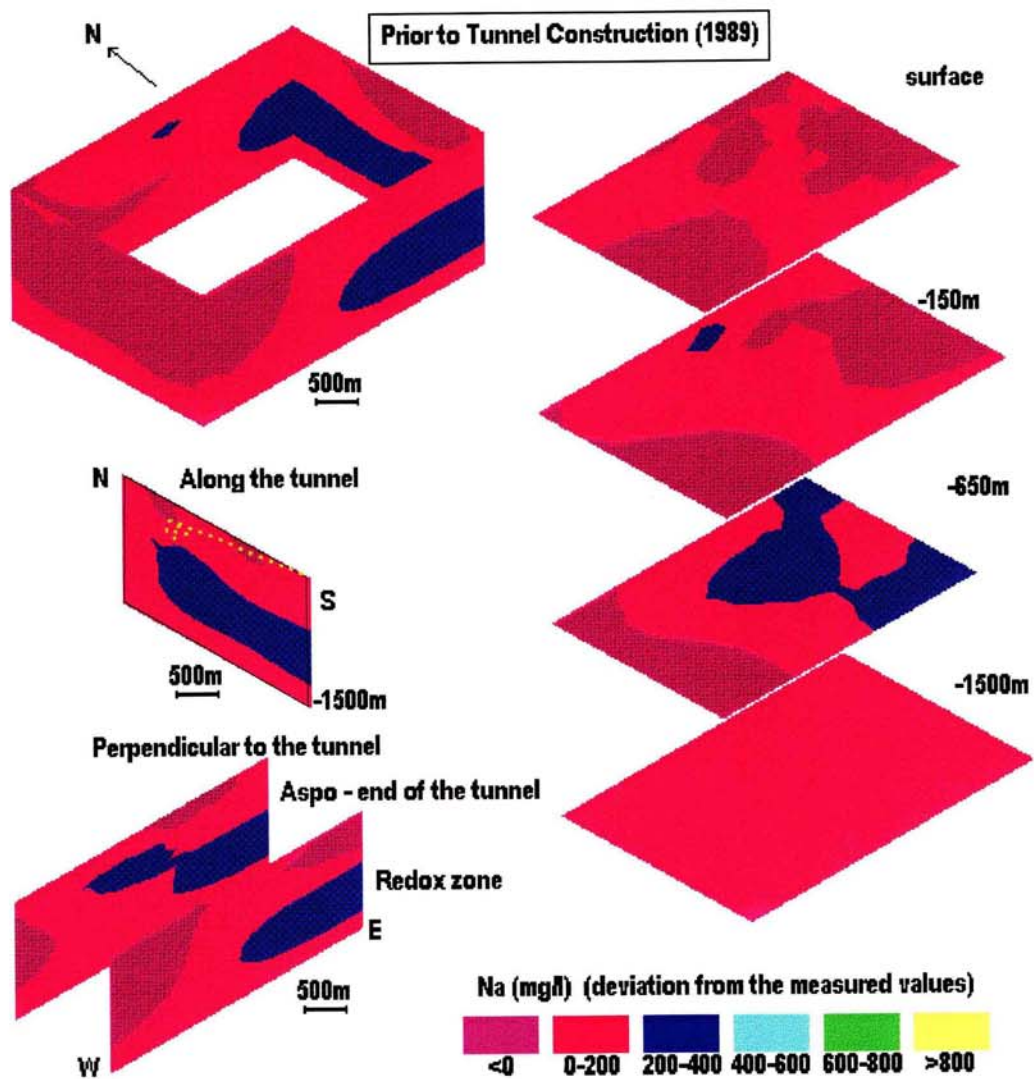 Prior to Tunnel Construction (1989)
N
surface
500m
-150m
N
Along the tunnel
-650m
S
500m
-1500m
-1500m
Perpendicular to the tunnel
Aspo - end of the tunnel
Redox zone
E
500m
W
Na (mg/l) (deviation from the measured values)
<0 0-200 200-400 400-600 600-800 >800